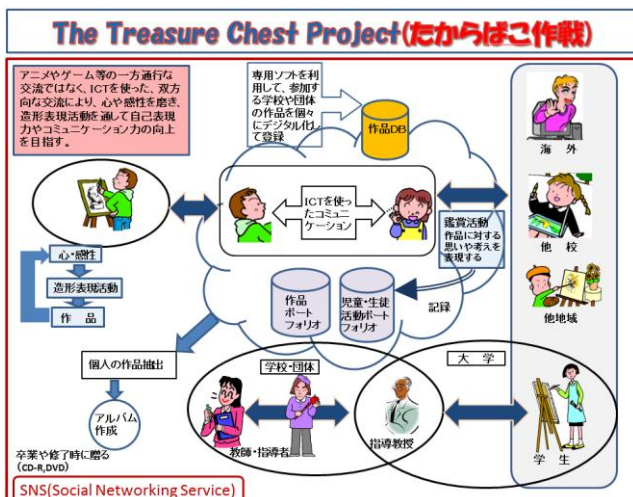 The Treasure Chest Project(たからばこ作戦)
アニメやゲーム等の一方通行な
交流ではなく、ICTを使った、双方
向な交流により、心や感性を磨き、
造形表現活動を通して自己表現
力やコミュニケーション力の向上
を目指す。
専用ソフトを利
用して、参加す
る学校や団体
の作品を個々
にデジタル化し
て登録
作品DB
海外
ICTを使っ
たコミュニ
ケーション
他校
鑑賞活動
作品に対する
思いや考えを
表現する
心・感性
造形表現活動
作 品
作品
ポート
フォリオ
児童・生徒
活動ポート
フォリオ
記録
他地域
個人の作品抽出
学校・団体
大 学
アルバム
作成
教師・指導者
指導教授
学 生
卒業や修了時に贈る
(CD-R,DVD)
SNS(Social Networking Service)